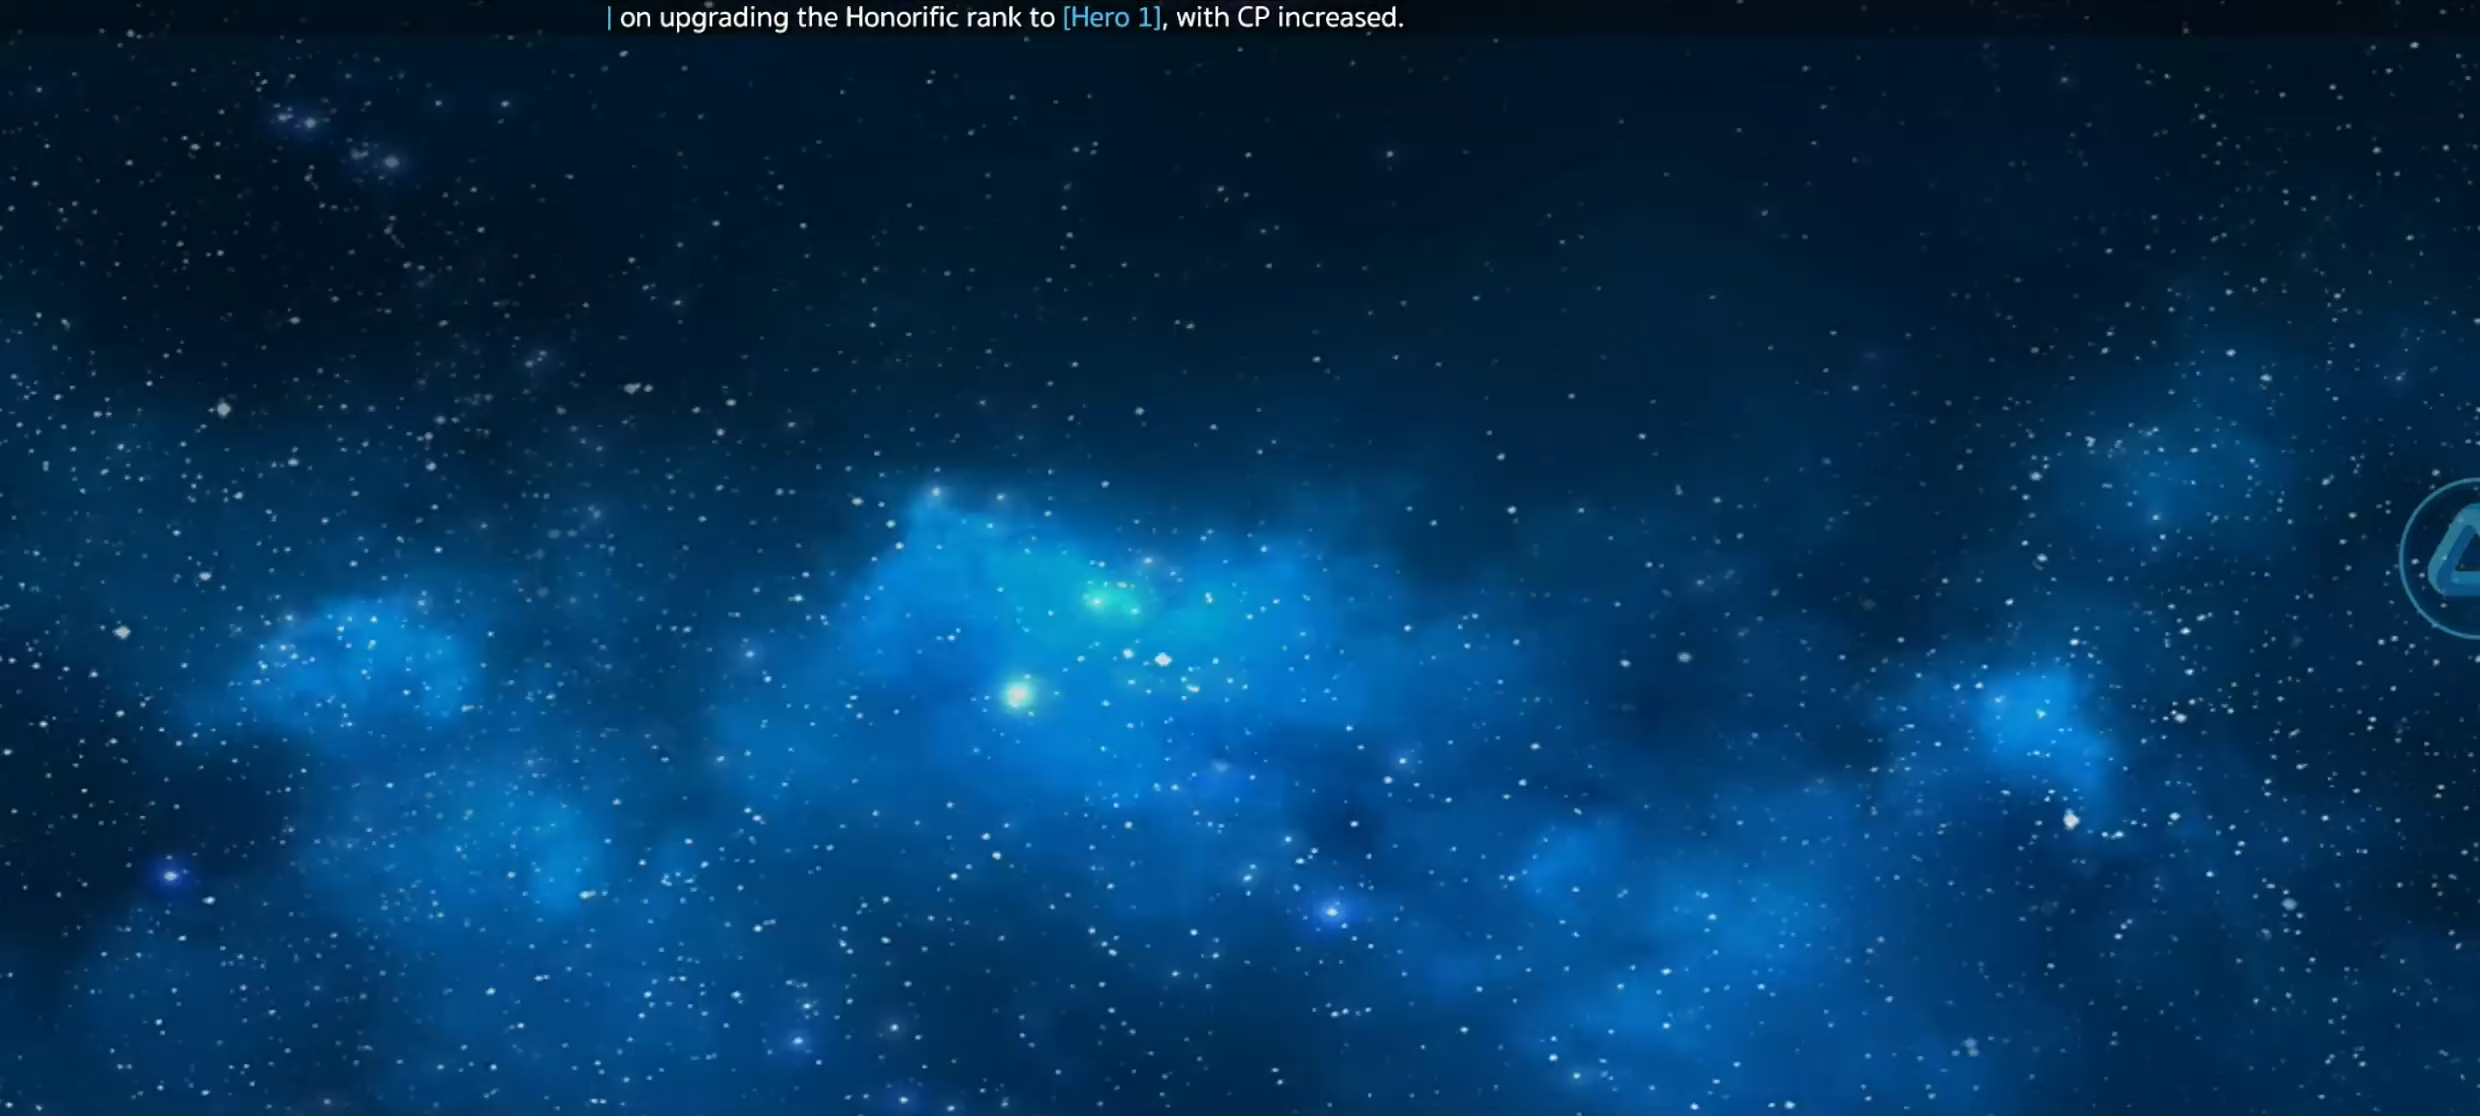 on upgrading the Honorific rank to [Hero 1], with CP increased.